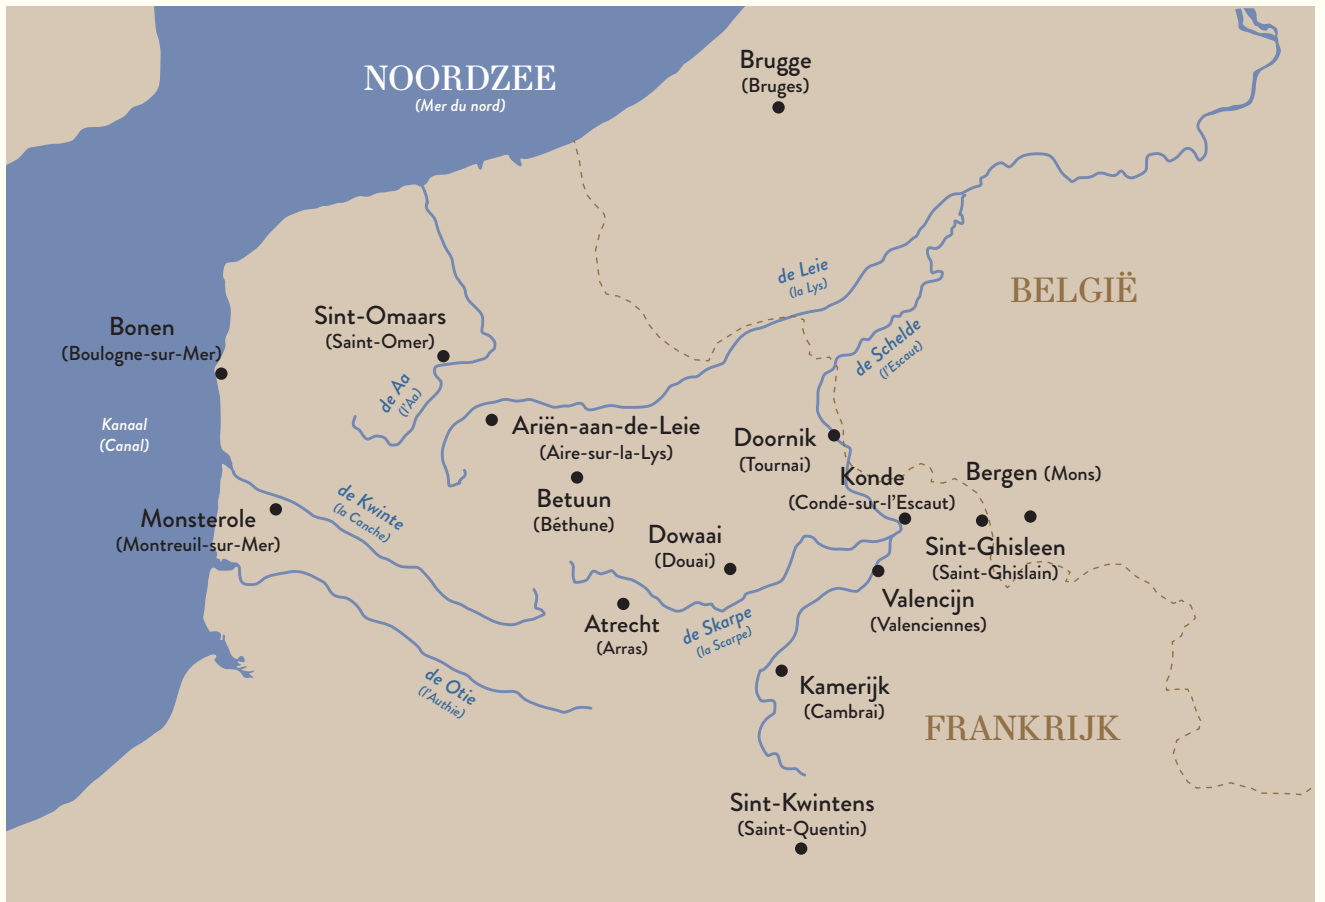 Brugge
(Bruges)
NOORDZEE
(Mer du nord)
de Leie
(la Lys)
BELGIË
Sint-Omaars
(Saint-Omer)
Bonen
(Boulogne-sur-Mer)
de Schelde
(l'Escaut)
de Aa
(l'Aa)
Kanaal
(Canal)
Ariën-aan-de-Leie
(Aire-sur-la-Lys)
Doornik
(Tournai)
Konde
(Condé-sur-l'Escaut)
Bergen (Mons)
Betuun
(Béthune)
de Kwinte
(la Canche)
Monsterole
(Montreuil-sur-Mer)
Dowaai
(Douai)
Sint-Ghisleen
(Saint-Ghislain)
Valencijn
(Valenciennes)
Atrecht
(Arras)
de Skarpe
(la Scarpe)
de Otie
(l'Authie)
Kamerijk
(Cambrai)
FRANKRIJK
Sint-Kwintens
(Saint-Quentin)